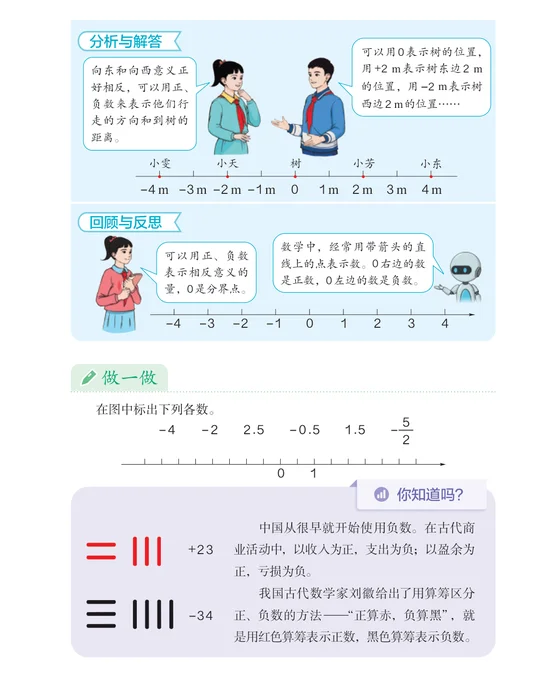 分析与解答
向东和向西意义正
好相反，可以用正、
负数来表示他们行
走的方向和到树的
距离。
可以用0表示树的位置，
用+2 m表示树东边2 m
的位置，用−2 m表示树
西边2 m的位置……
小雯 小天 树 小芳 小东
−4 m −3 m −2 m −1 m 0 1 m 2 m 3 m 4 m
回顾与反思
可以用正、负数
表示相反意义的
量，0是分界点。
数学中，经常用带箭头的直
线上的点表示数。0右边的数
是正数，0左边的数是负数。
−4 −3 −2 −1 0 1 2 3 4
做一做
在图中标出下列各数。
−4 −2 2.5 −0.5 1.5 −5/2
0 1
你知道吗？
+23
−34
中国从很早就开始使用负数。在古代商
业活动中，以收入为正，支出为负；以盈余为
正，亏损为负。
我国古代数学家刘徽给出了用算筹区分
正、负数的方法——“正算赤，负算黑”，就
是用红色算筹表示正数，黑色算筹表示负数。